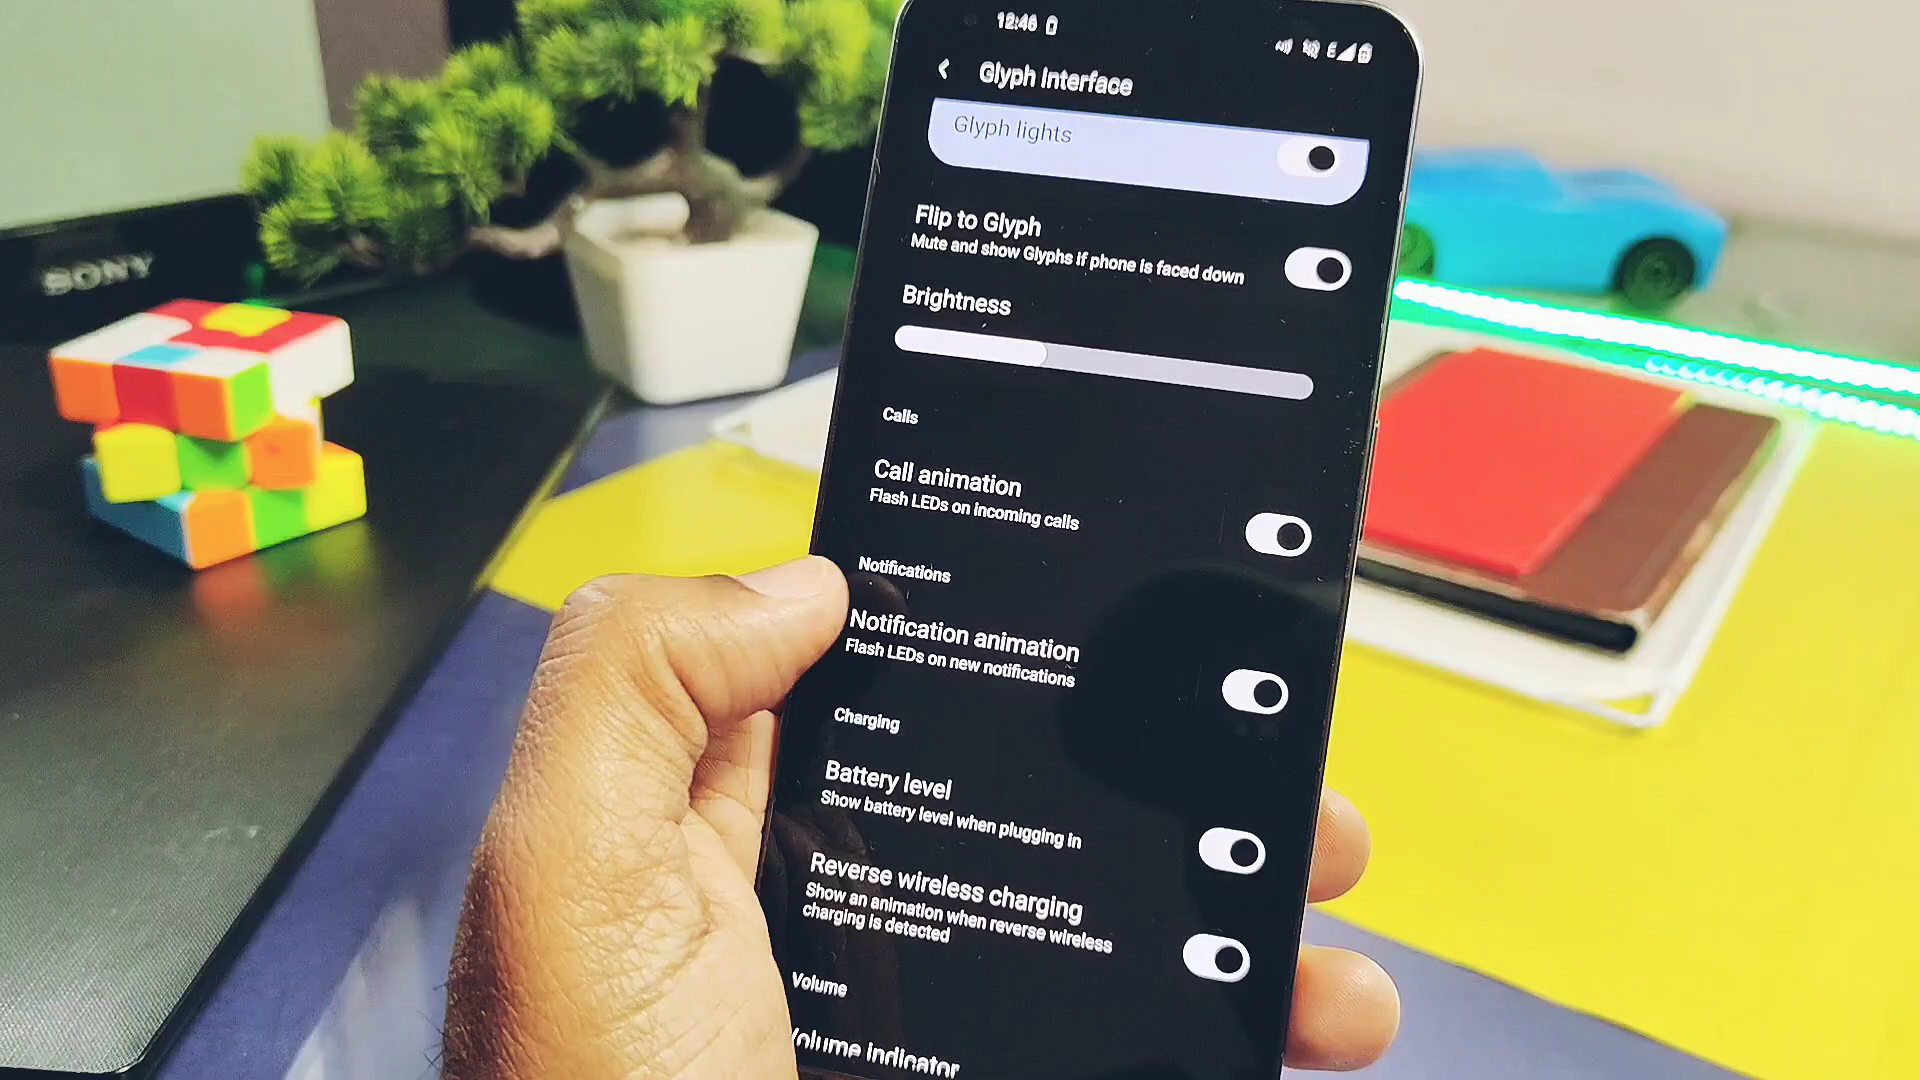 SONY
12:46
Glyph Interface
Glyph lights
Flip to Glyph
Mute and show Glyphs if phone is faced down
Brightness
Calls
Call animation
Flash LEDs on incoming calls
Notifications
Notification animation
Flash LEDs on new notifications
Charging
Battery level
Show battery level when plugging in
Reverse wireless charging
Show an animation when reverse wireless
charging is detected
Volume
Volume indicator